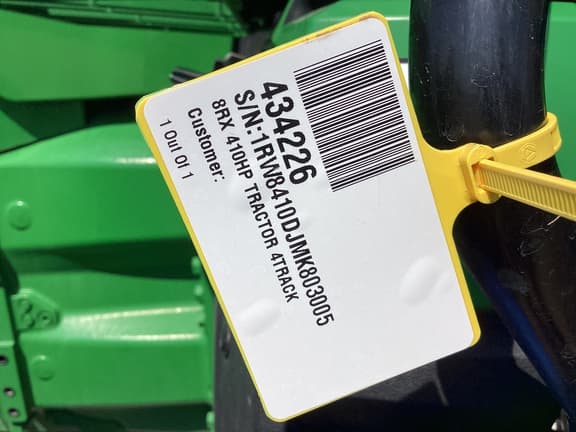 434226
S/N:1RW8410DJMK803005
8RX 410HP TRACTOR 4TRACK
Customer:
1 Out Of 1